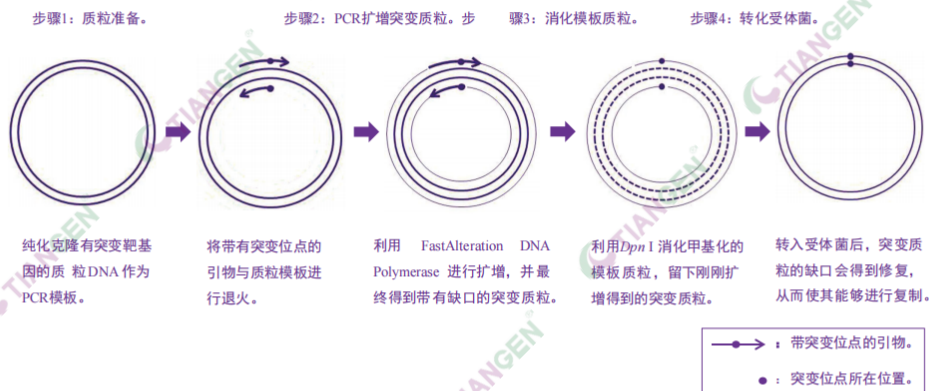 步骤1：质粒准备。
步骤2：PCR扩增突变质粒。步
骤3：消化模板质粒。
步骤4：转化受体菌。
纯化克隆有突变靶基
因的质 粒DNA作为
PCR模板。
将带有突变位点的
引物与质粒模板进
行退火。
利用 FastAlteration DNA
Polymerase 进行扩增，并最
终得到带有缺口的突变质粒。
利用Dpn I 消化甲基化的
模板质粒，留下刚刚扩
增得到的突变质粒。
转入受体菌后，突变质
粒的缺口会得到修复，
从而使其能够进行复制。
：带突变位点的引物。
：突变位点所在位置。
TIANGEN
TIANGEN
TIANGEN
TIANGEN
TIANGEN